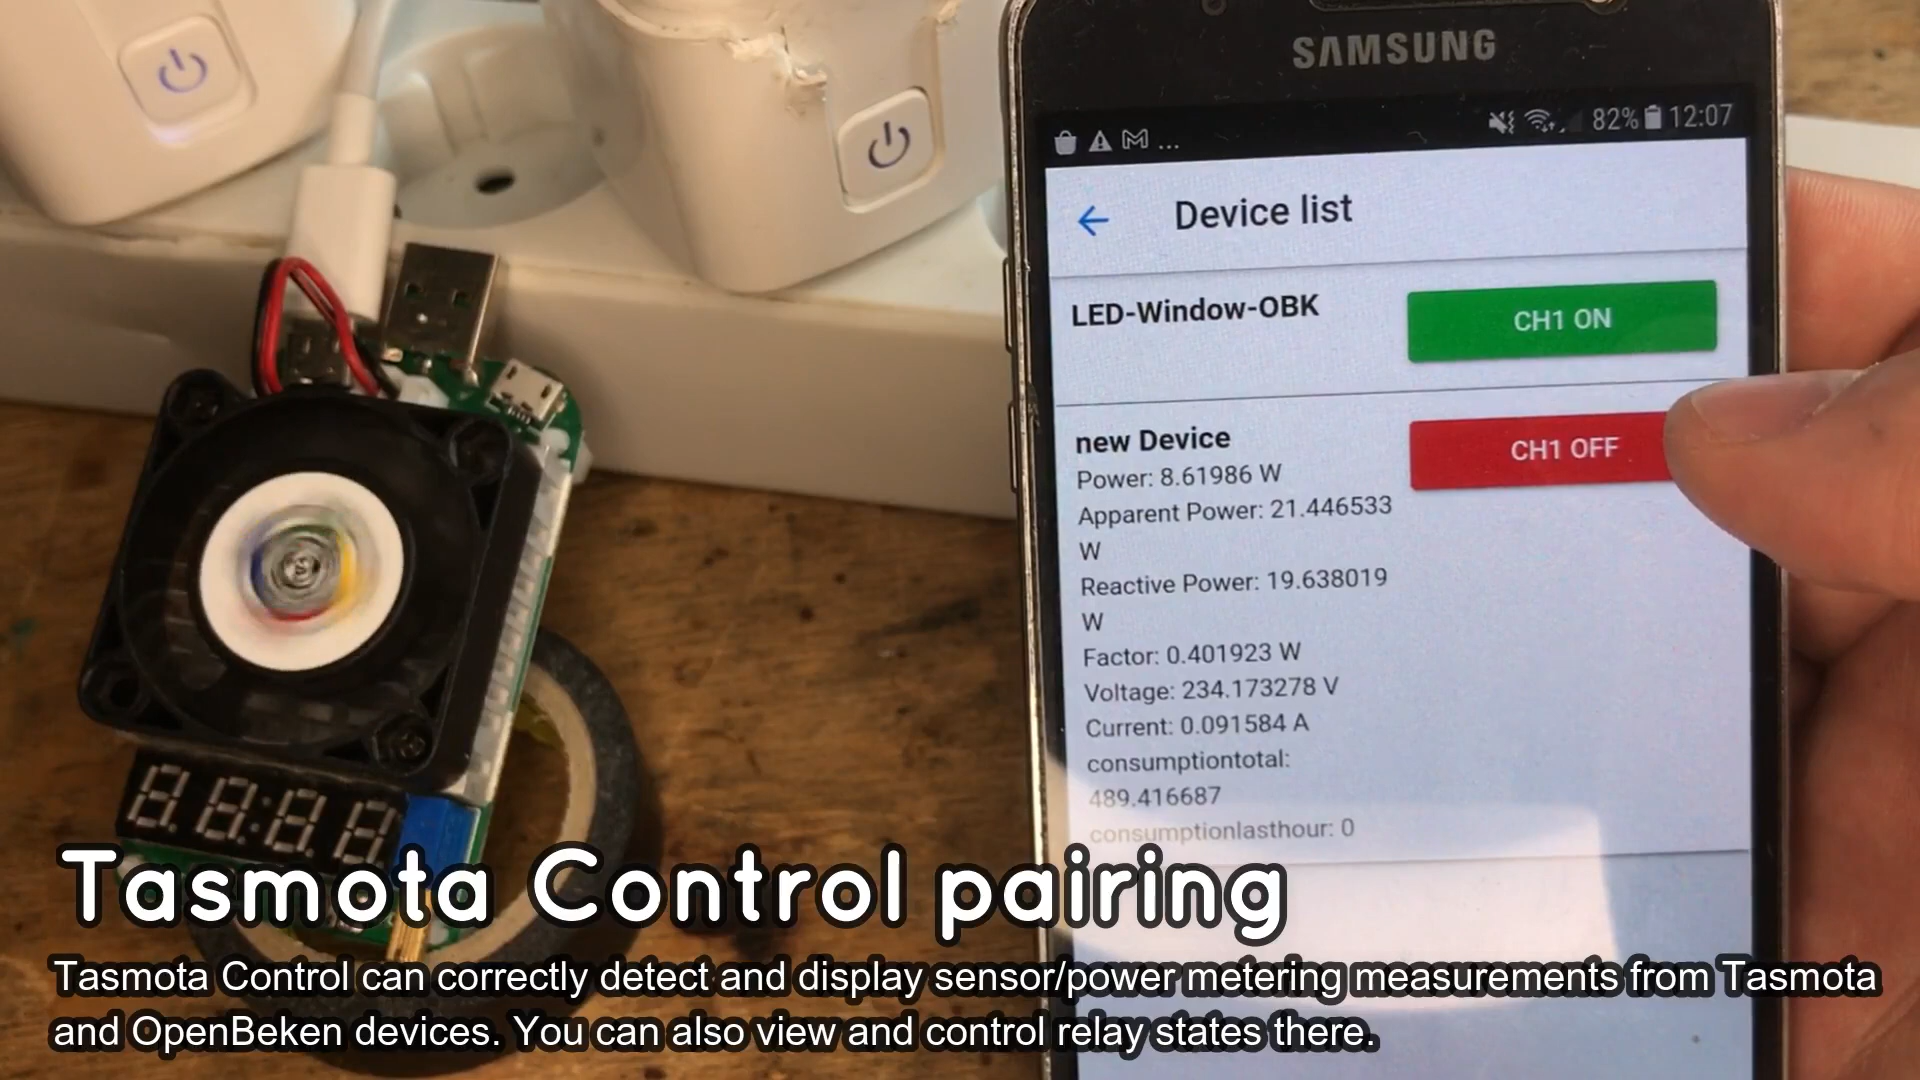 SAMSUNG
82% 12:07
Device list
LED-Window-OBK
CH1 ON
new Device
CH1 OFF
Power: 8.61986 W
Apparent Power: 21.446533
W
Reactive Power: 19.638019
W
Factor: 0.401923 W
Voltage: 234.173278 V
Current: 0.091584 A
consumptiontotal:
489.416687
consumptionlasthour: 0
Tasmota Control pairing
Tasmota Control can correctly detect and display sensor/power metering measurements from Tasmota
and OpenBeken devices. You can also view and control relay states there.